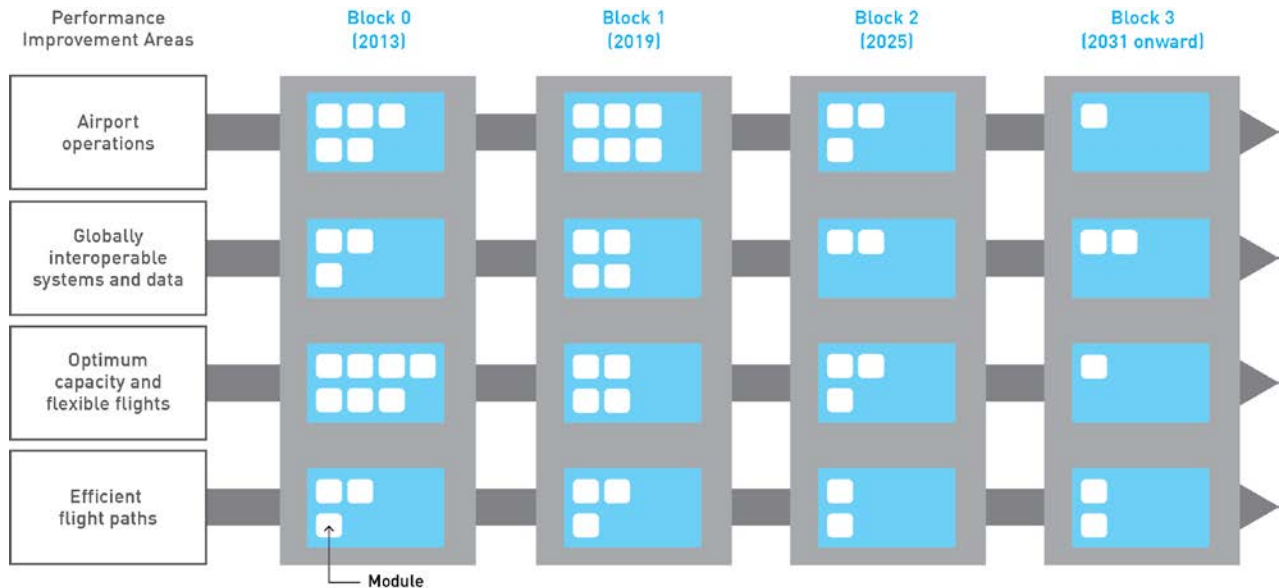 Performance
Improvement Areas
Block 0
(2013)
Block 1
(2019)
Block 2
(2025)
Block 3
(2031 onward)
Airport
operations
Globally
interoperable
systems and data
Optimum
capacity and
flexible flights
Efficient
flight paths
Module